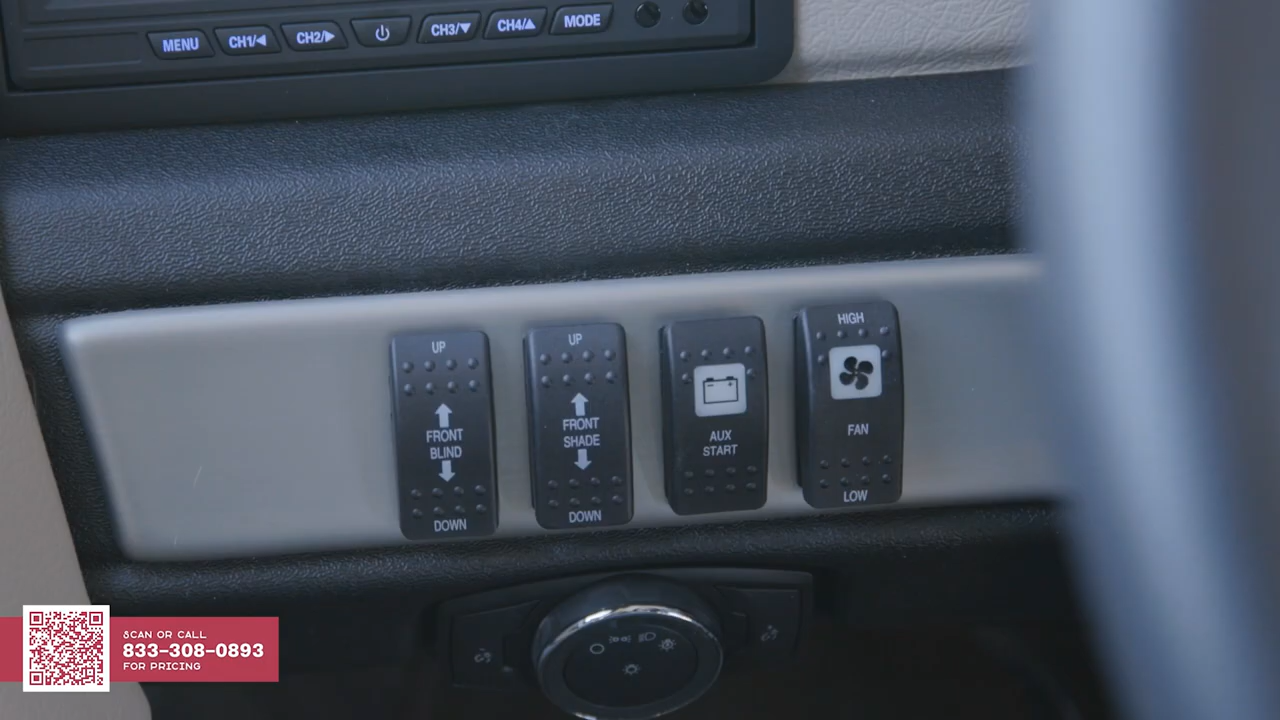 MENU CH1/◀ CH2/▶ CH3/▼ CH4/▲ MODE
UP
FRONT
BLIND
DOWN
UP
FRONT
SHADE
DOWN
AUX
START
HIGH
FAN
LOW
SCAN OR CALL
833-308-0893
FOR PRICING